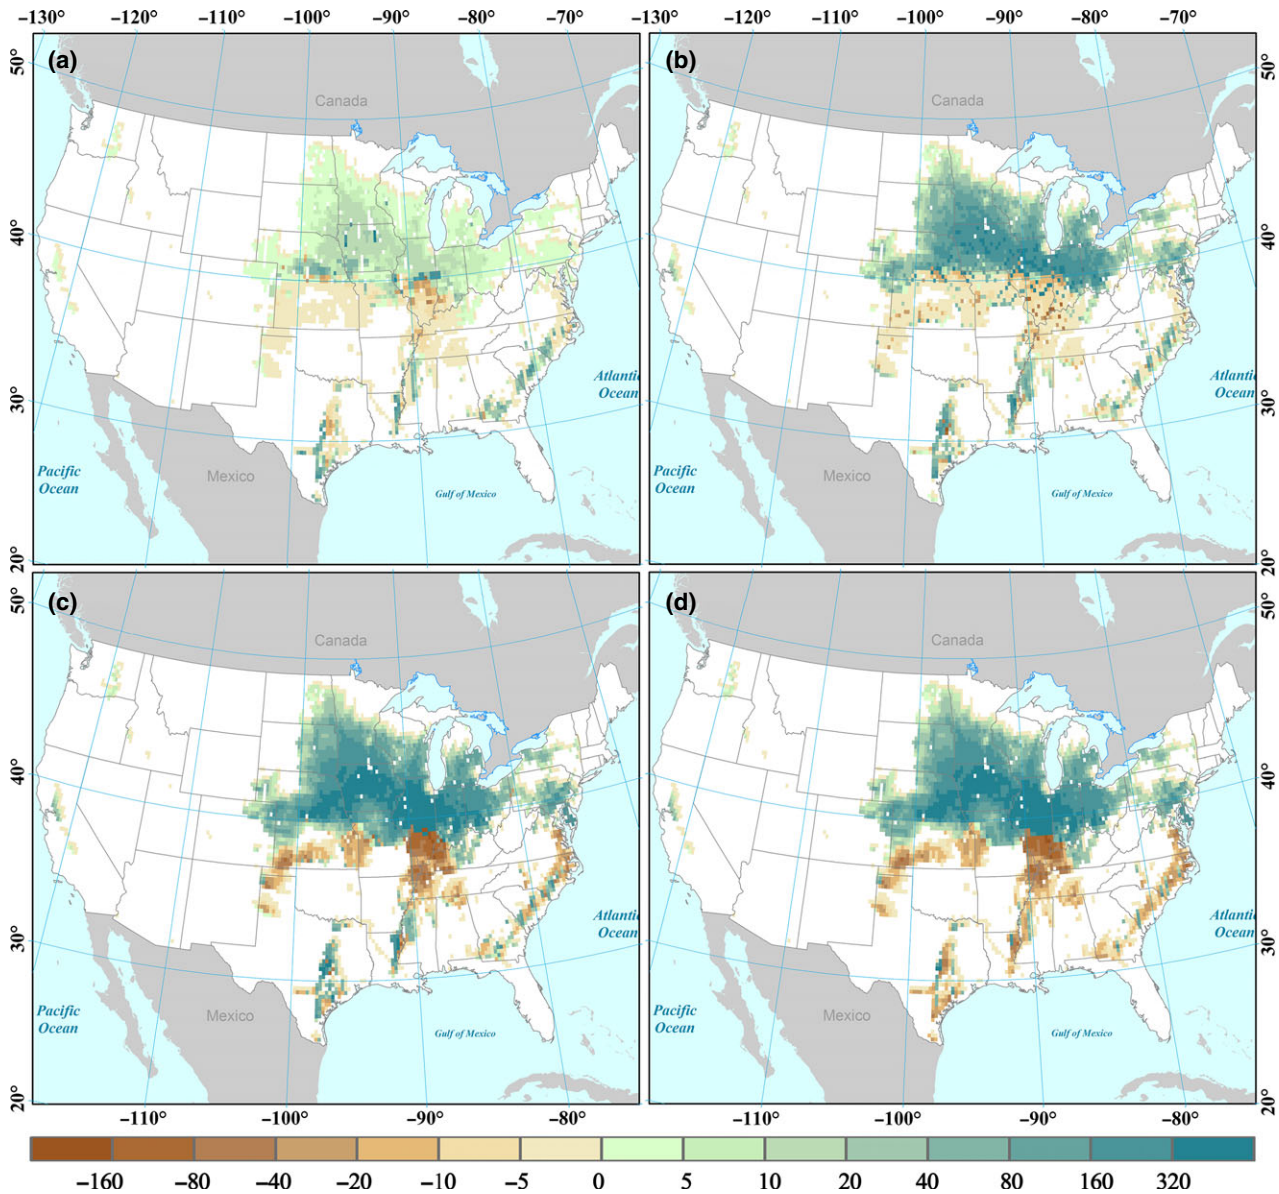 −130° −120° −110° −100° −90° −80° −70° −130° −110° −100° −90° −80° −70°
(a) (b)
50° 50°
Canada Canada
40° 40°
Atlantic Ocean Atlantic Ocean
30° 30°
Pacific Ocean Mexico Gulf of Mexico Pacific Ocean Mexico Gulf of Mexico
20° 20°
(c) (d)
50° 50°
Canada Canada
40° 40°
Atlantic Ocean Atlantic Ocean
30° 30°
Pacific Ocean Mexico Gulf of Mexico Pacific Ocean Mexico Gulf of Mexico
20° 20°
−110° −100° −90° −80° −110° −100° −90° −80°
−160 −80 −40 −20 −10 −5 0 5 10 20 40 80 160 320